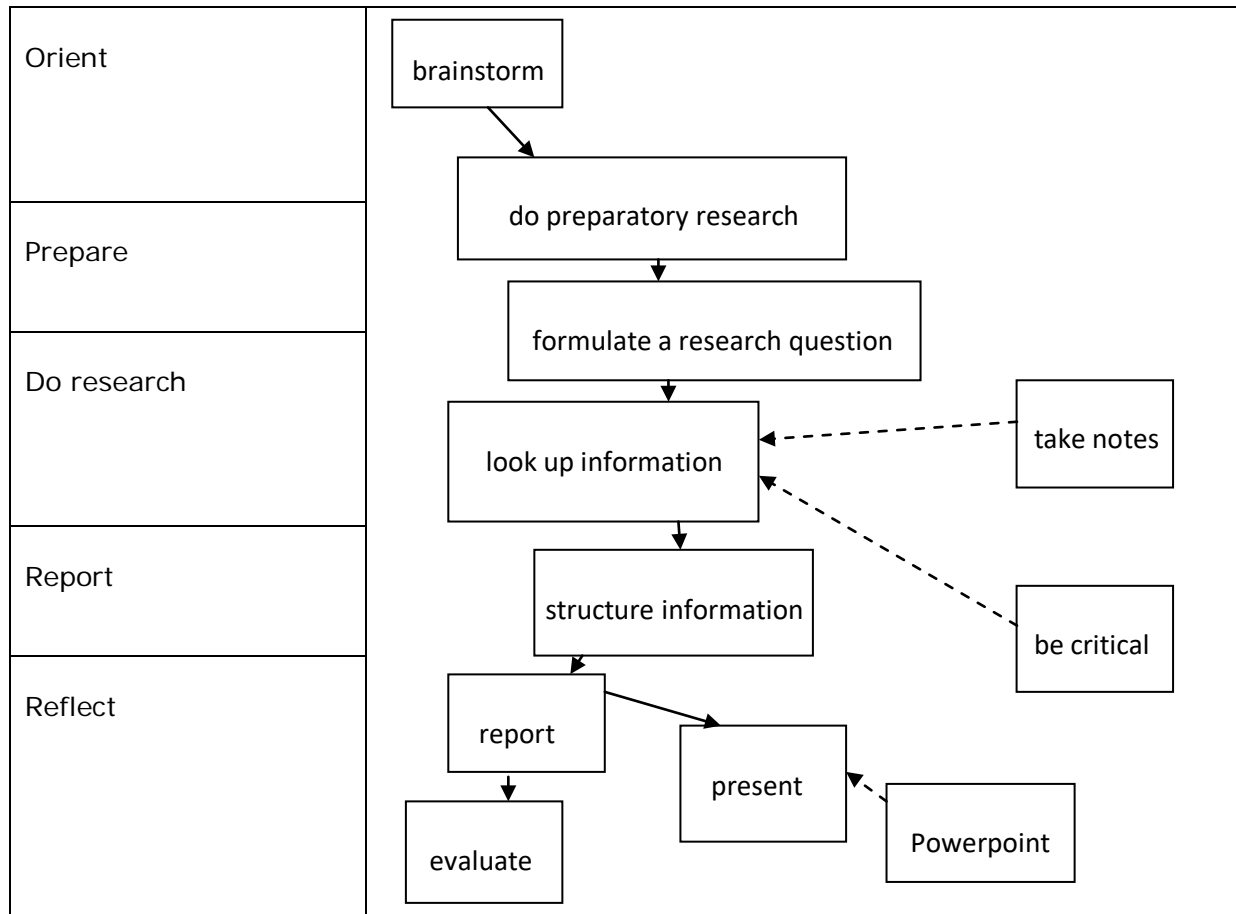 Orient
brainstorm
do preparatory research
Prepare
formulate a research question
Do research
take notes
look up information
Report
structure information
be critical
Reflect
report
present
Powerpoint
evaluate